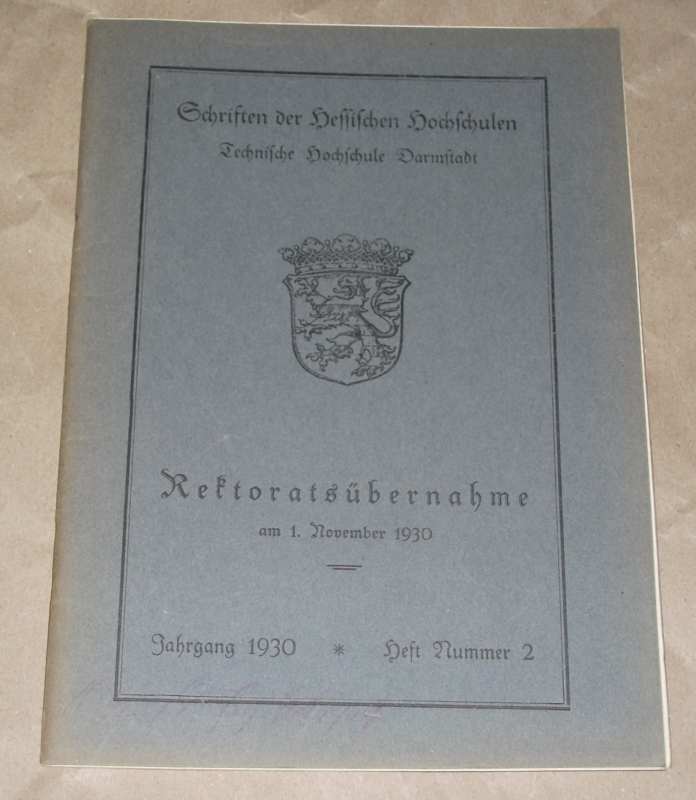 Schriften der Hessischen Hochschulen
Technische Hochschule Darmstadt
Rektoratsübernahme
am 1. November 1930
Jahrgang 1930 * Heft Nummer 2